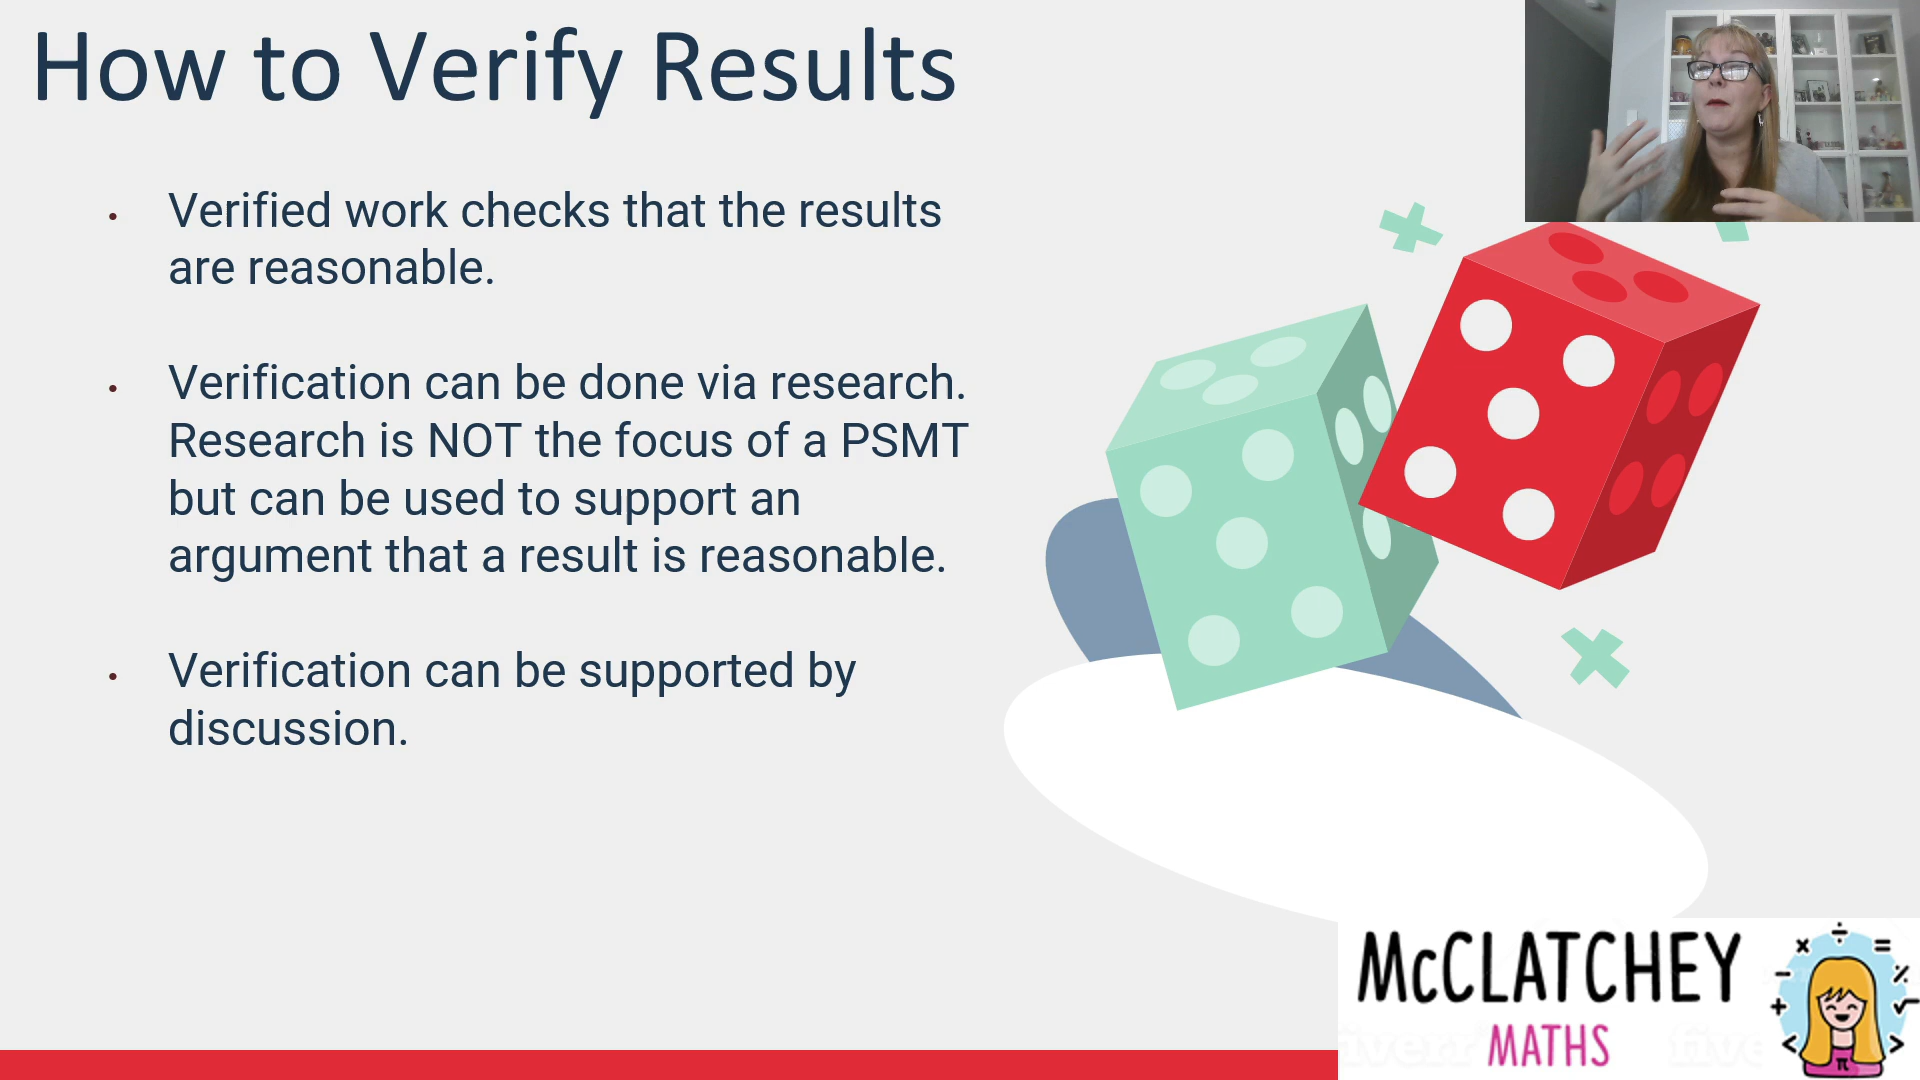 How to Verify Results
• Verified work checks that the results
are reasonable.
• Verification can be done via research.
Research is NOT the focus of a PSMT
but can be used to support an
argument that a result is reasonable.
• Verification can be supported by
discussion.
McCLATCHEY
MATHS
× ÷ =
- %
+ √
< π >